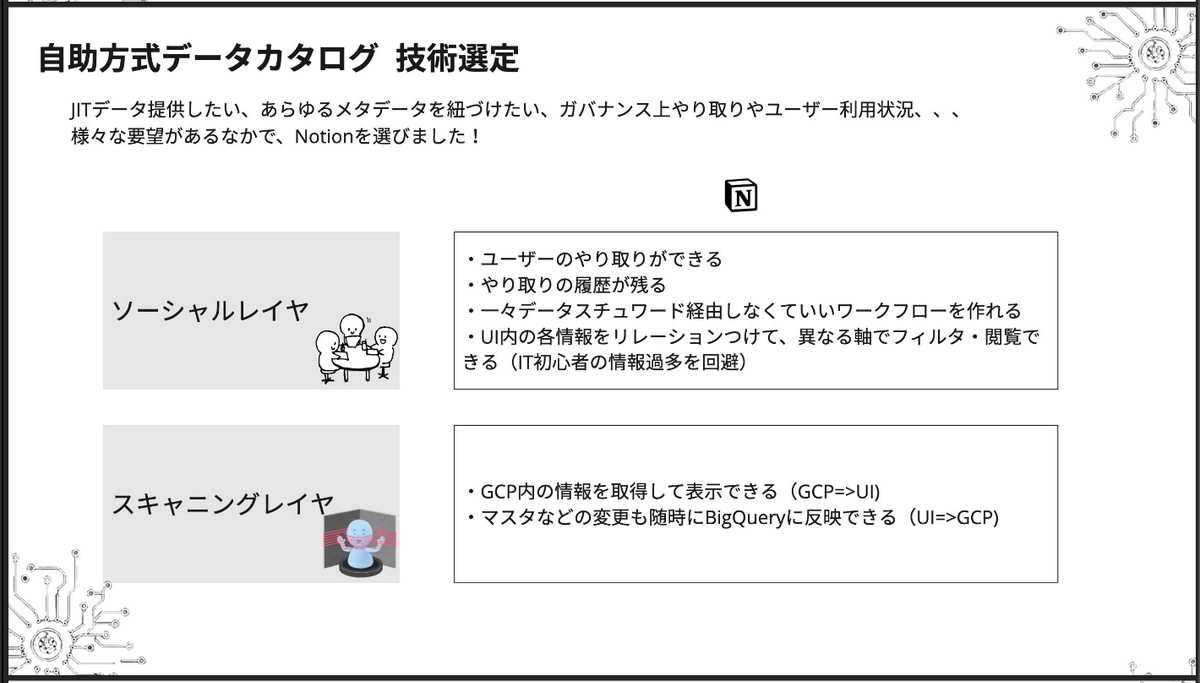 自助方式データカタログ 技術選定
JITデータ提供したい、あらゆるメタデータを紐づけたい、ガバナンス上やり取りやユーザー利用状況、、、
様々な要望があるなかで、Notionを選びました！
N
ソーシャルレイヤ
・ユーザーのやり取りができる
・やり取りの履歴が残る
・一々データスチュワード経由しなくていいワークフローを作れる
・UI内の各情報をリレーションつけて、異なる軸でフィルタ・閲覧で
きる（IT初心者の情報過多を回避）
スキャニングレイヤ
・GCP内の情報を取得して表示できる（GCP=>UI)
・マスタなどの変更も随時にBigQueryに反映できる（UI=>GCP)